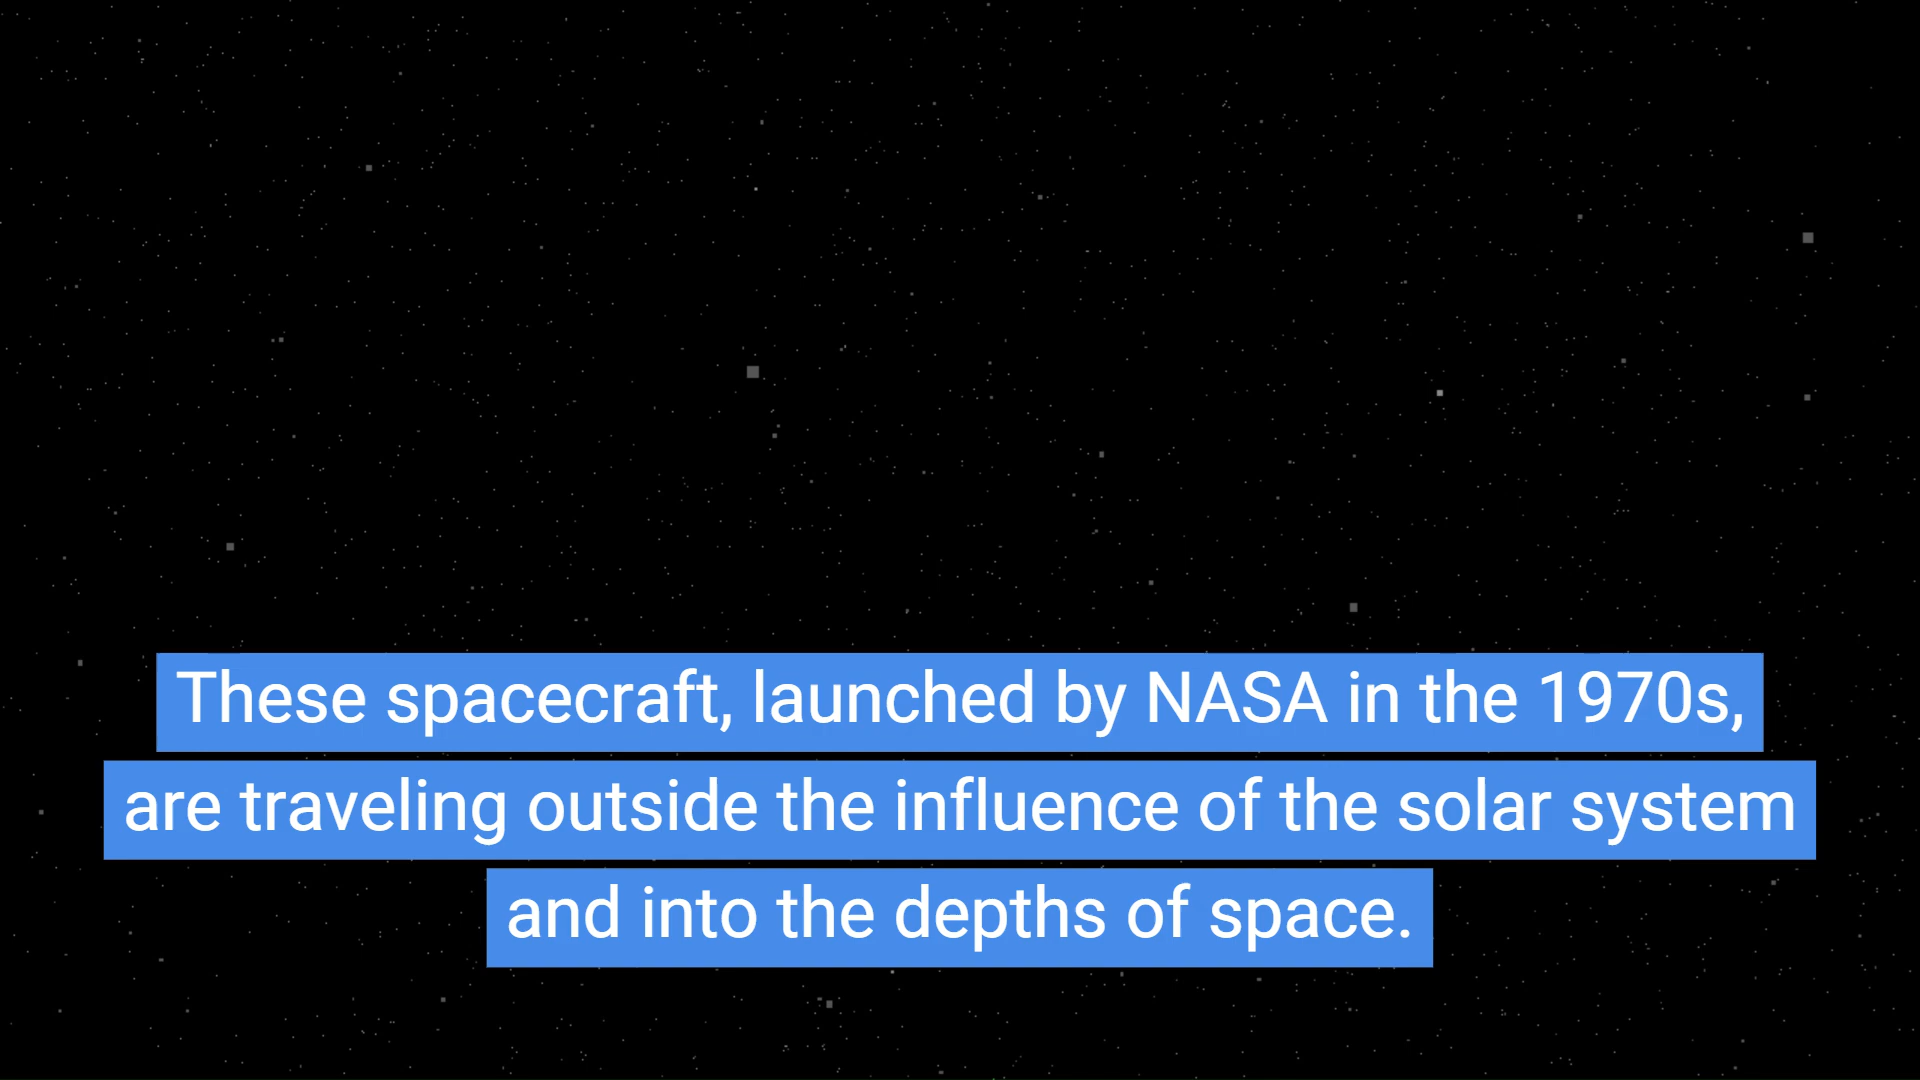 These spacecraft, launched by NASA in the 1970s,
are traveling outside the influence of the solar system
and into the depths of space.